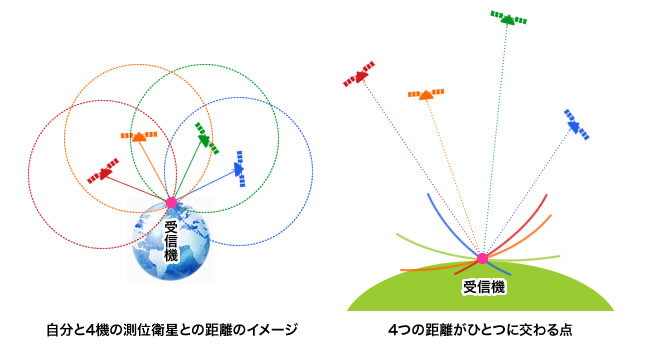 受信機
自分と4機の測位衛星との距離のイメージ
受信機
4つの距離がひとつに交わる点